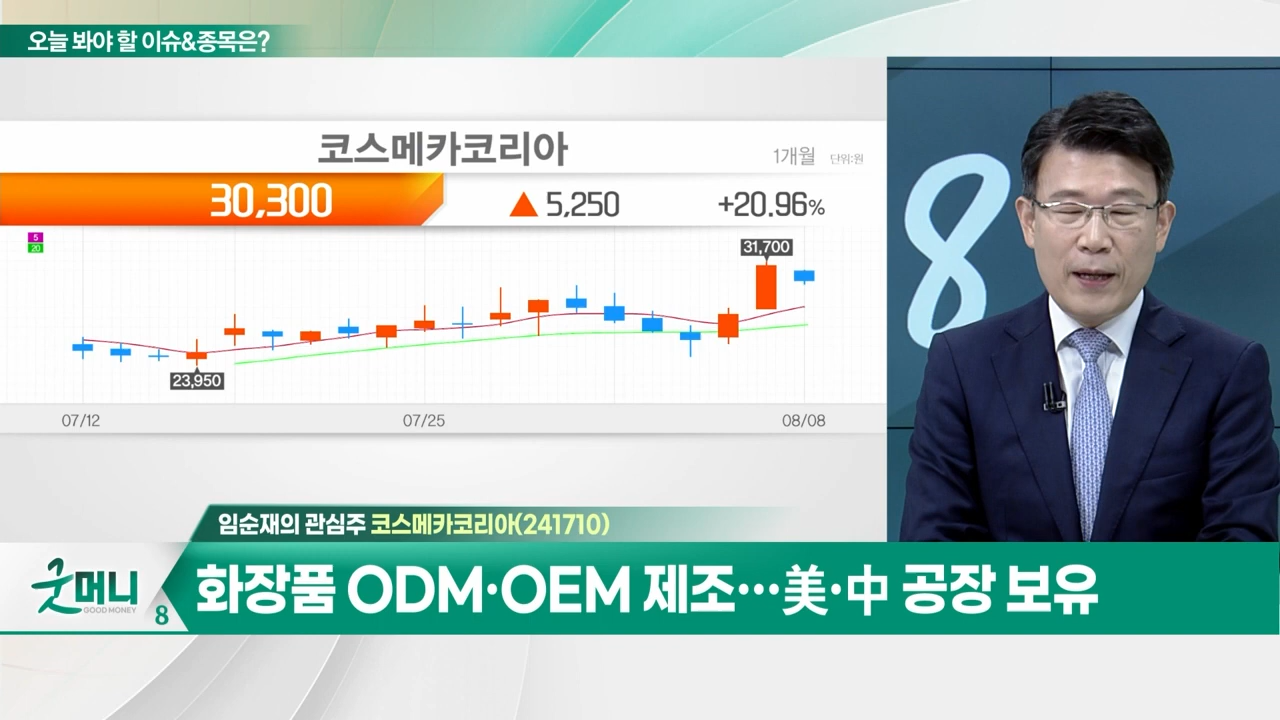 오늘 봐야 할 이슈&종목은?
코스메카코리아
1개월 단위:원
30,300 ▲ 5,250 +20.96%
5
20
31,700
23,950
07/12 07/25 08/08
8
임순재의 관심주 코스메카코리아(241710)
굿머니
GOOD MONEY
8
화장품 ODM·OEM 제조…美·中 공장 보유